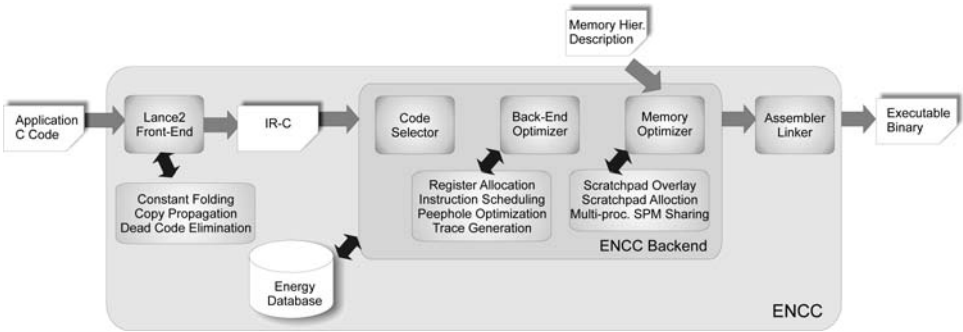 Memory Hier.
Description
Application
C Code
Lance2
Front-End
IR-C
Code
Selector
Back-End
Optimizer
Memory
Optimizer
Assembler
Linker
Executable
Binary
Constant Folding
Copy Propagation
Dead Code Elimination
Register Allocation
Instruction Scheduling
Peephole Optimization
Trace Generation
Scratchpad Overlay
Scratchpad Alloction
Multi-proc. SPM Sharing
ENCC Backend
Energy
Database
ENCC